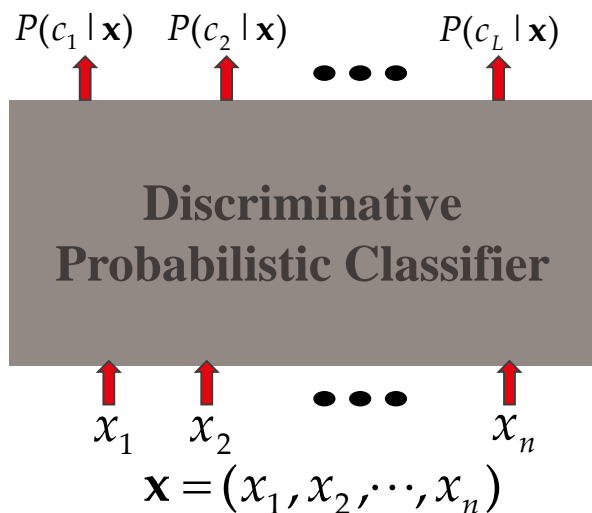 P(c₁ | x) P(c₂ | x) ••• P(c_L | x)
Discriminative
Probabilistic Classifier
•••
x₁ x₂ xₙ
x = (x₁, x₂, ⋯, xₙ)